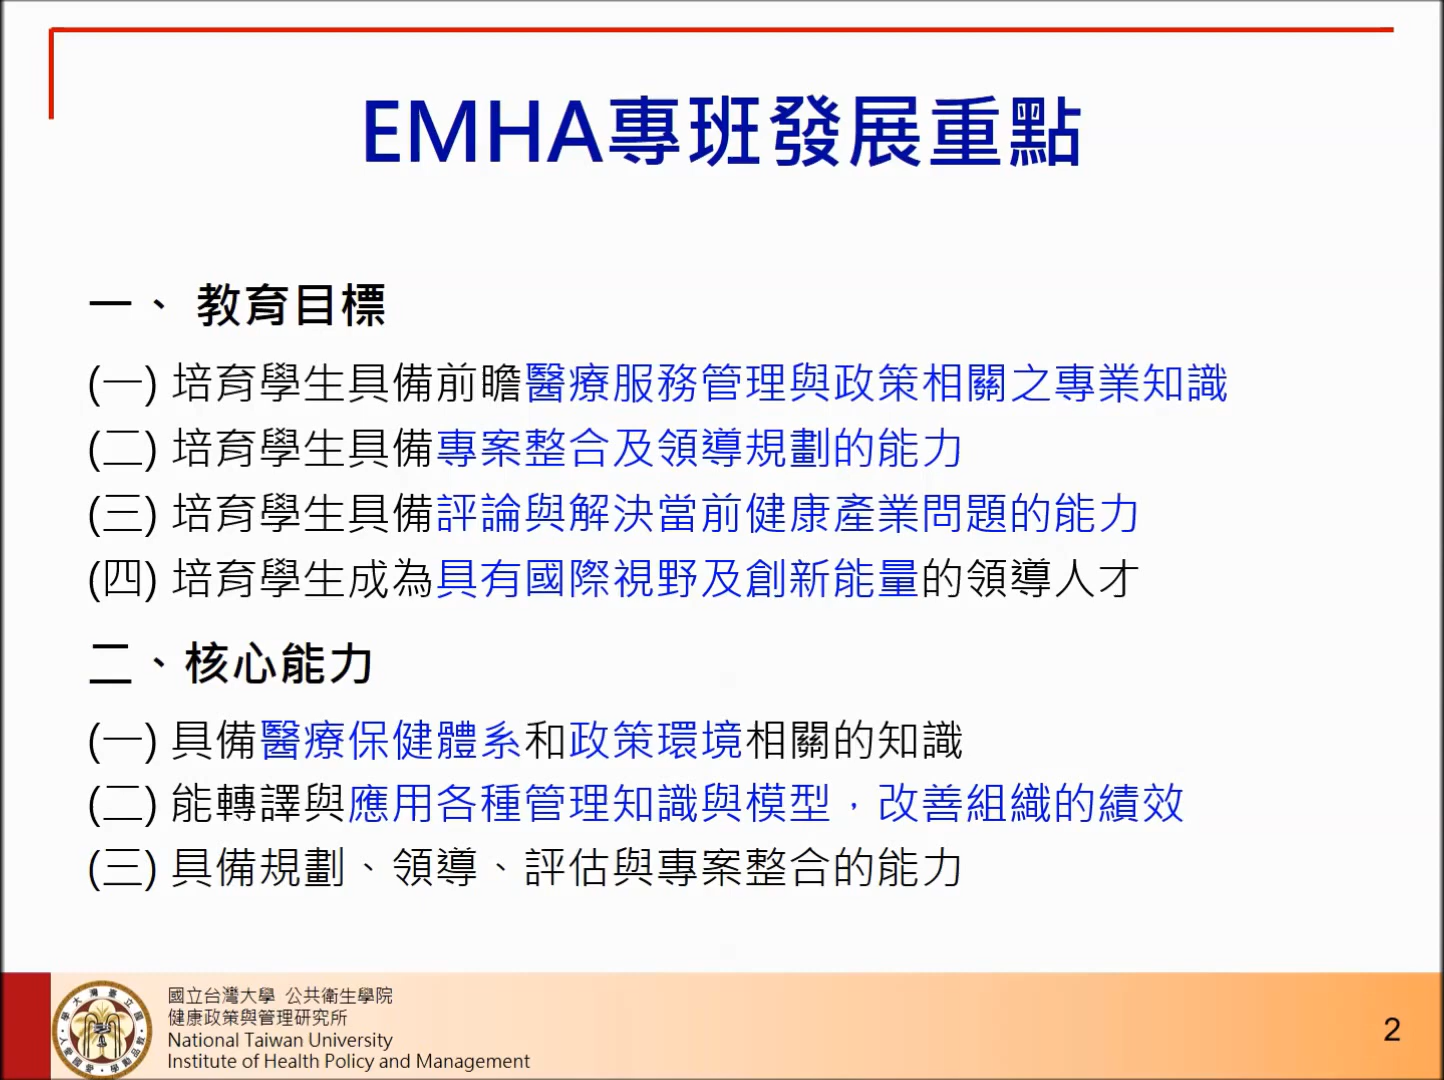 EMHA專班發展重點
一、 教育目標
(一) 培育學生具備前瞻醫療服務管理與政策相關之專業知識
(二) 培育學生具備專案整合及領導規劃的能力
(三) 培育學生具備評論與解決當前健康產業問題的能力
(四) 培育學生成為具有國際視野及創新能量的領導人才
二、核心能力
(一) 具備醫療保健體系和政策環境相關的知識
(二) 能轉譯與應用各種管理知識與模型，改善組織的績效
(三) 具備規劃、領導、評估與專案整合的能力
國立台灣大學 公共衛生學院
健康政策與管理研究所
National Taiwan University
Institute of Health Policy and Management
2